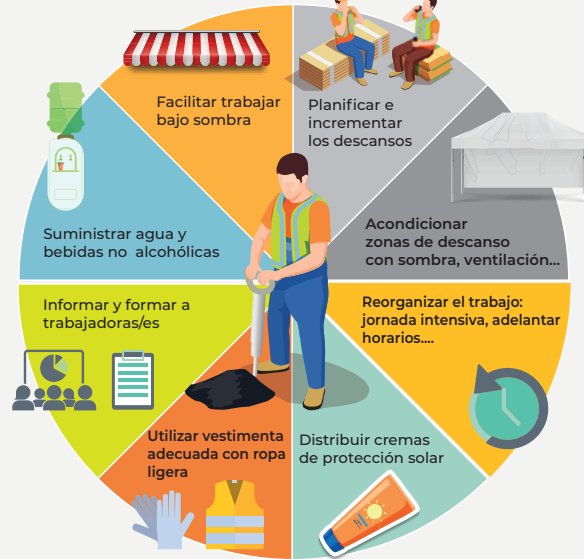 Facilitar trabajar
bajo sombra
Planificar e
incrementar
los descansos
Acondicionar
zonas de descanso
con sombra, ventilación...
Reorganizar el trabajo:
jornada intensiva, adelantar
horarios....
Distribuir cremas
de protección solar
Utilizar vestimenta
adecuada con ropa
ligera
Informar y formar a
trabajadoras/es
Suministrar agua y
bebidas no alcohólicas